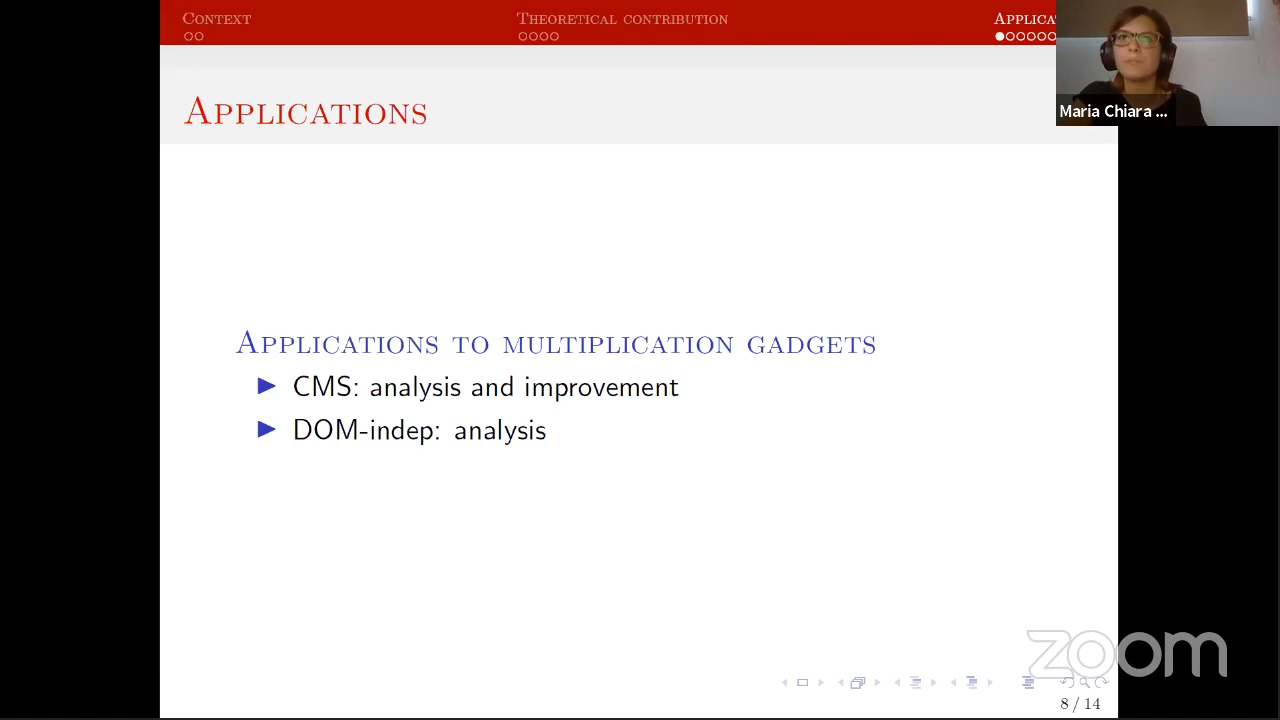 Context
Theoretical contribution
Applica
Maria Chiara ...
Applications
Applications to multiplication gadgets
CMS: analysis and improvement
DOM-indep: analysis
zoom
8 / 14